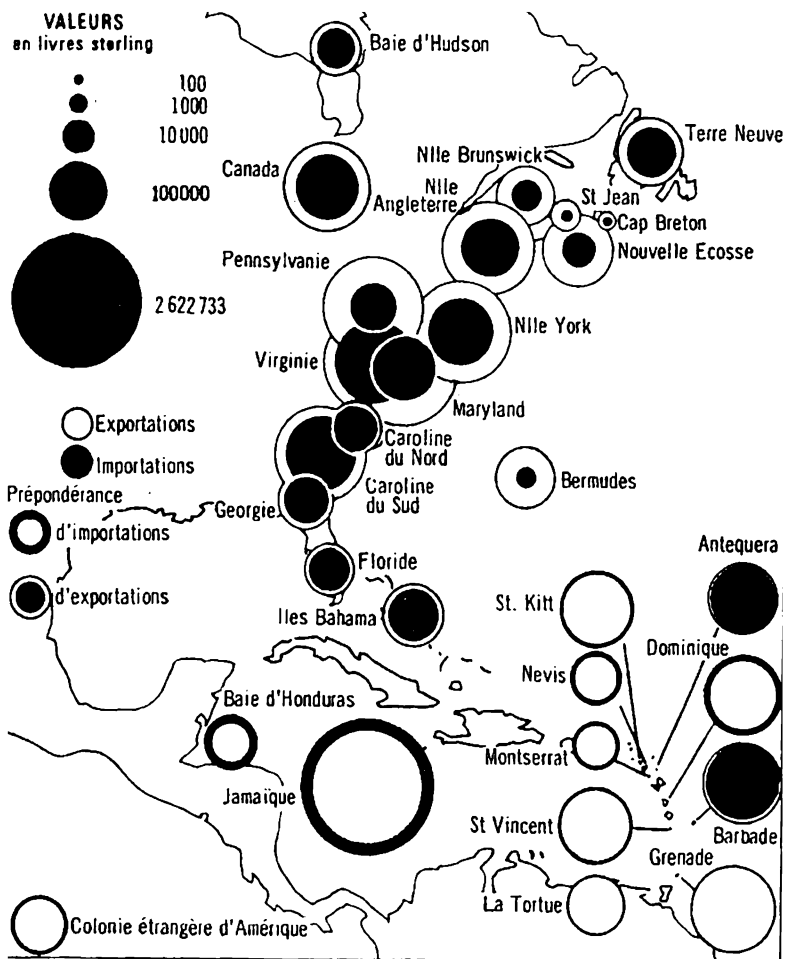 VALEURS
en livres sterling
100
1000
10000
100000
2 622 733
Exportations
Importations
Prépondérance
d'importations
d'exportations
Baie d'Hudson
Terre Neuve
Canada
Nlle Brunswick
Nlle
Angleterre
St Jean
Cap Breton
Nouvelle Ecosse
Pennsylvanie
Nlle York
Virginie
Maryland
Caroline
du Nord
Caroline
du Sud
Bermudes
Georgie
Floride
Iles Bahama
Antequera
St. Kitt
Dominique
Nevis
Baie d'Honduras
Montserrat
Jamaïque
St Vincent
Barbade
Grenade
La Tortue
Colonie étrangère d'Amérique